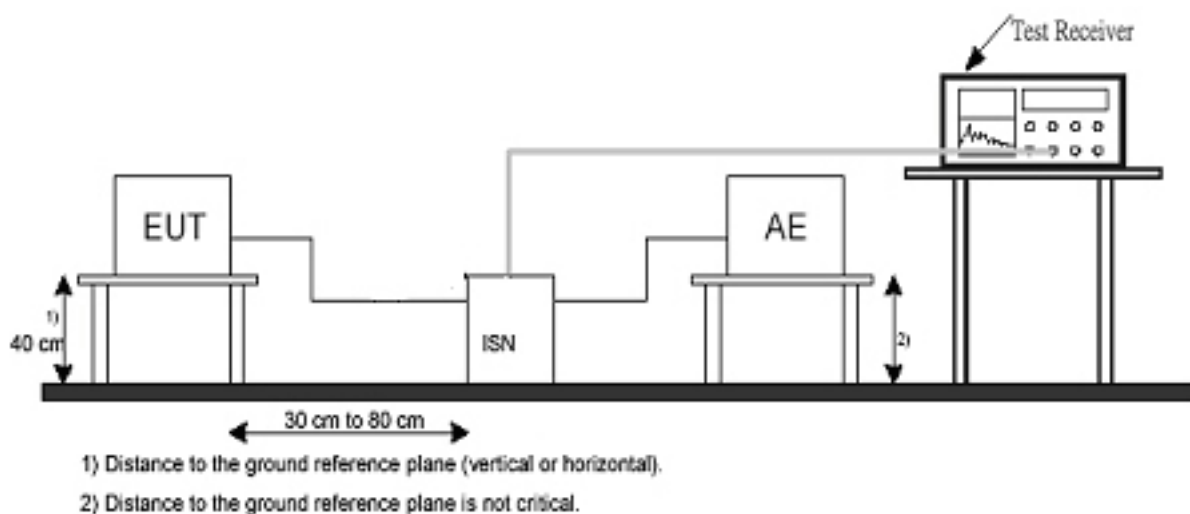 Test Receiver
EUT
AE
1)
40 cm
ISN
2)
30 cm to 80 cm
1) Distance to the ground reference plane (vertical or horizontal).
2) Distance to the ground reference plane is not critical.